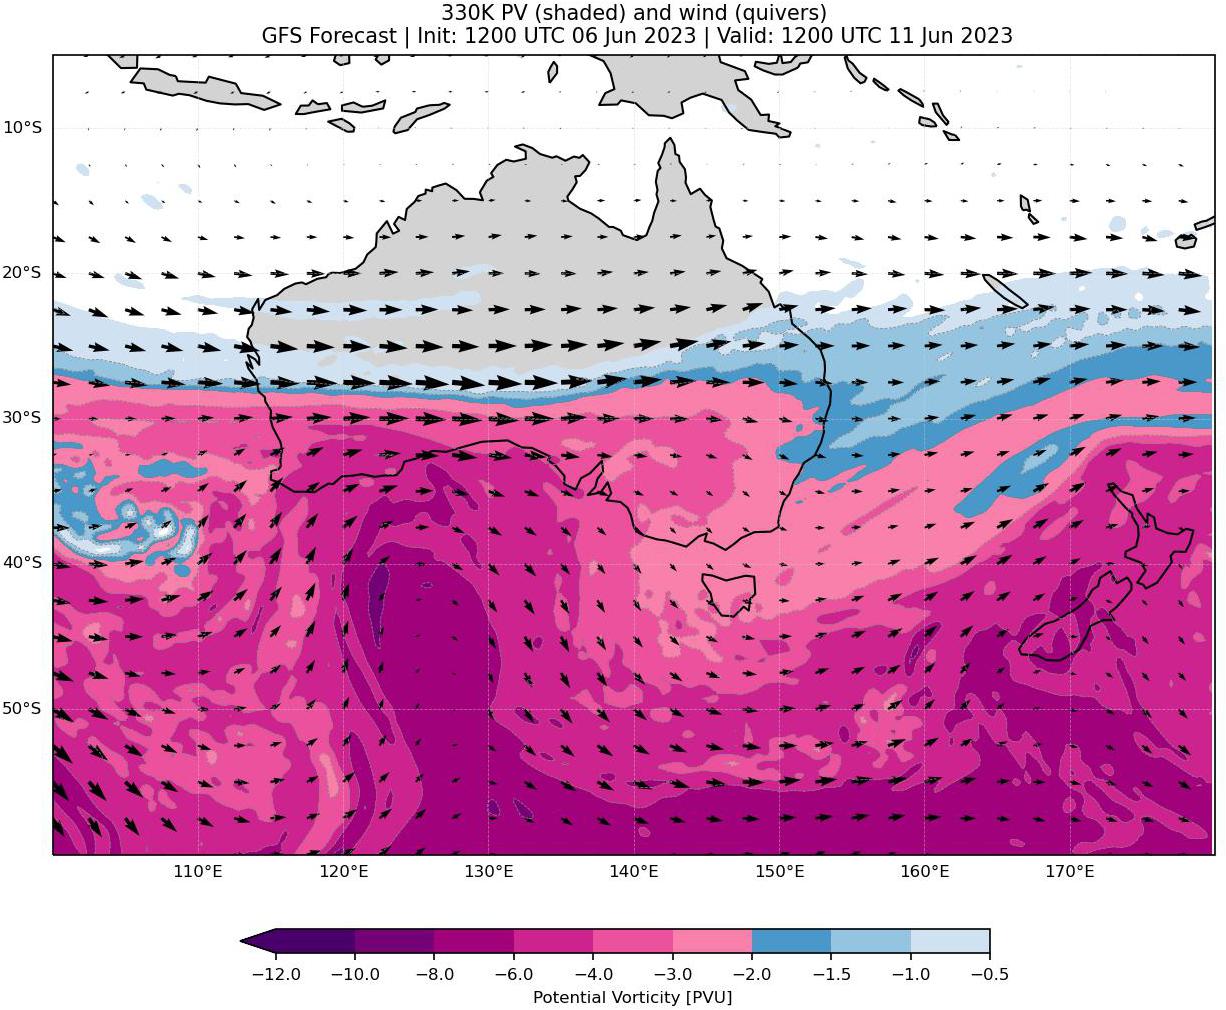 330K PV (shaded) and wind (quivers)
GFS Forecast | Init: 1200 UTC 06 Jun 2023 | Valid: 1200 UTC 11 Jun 2023
10°S
20°S
30°S
40°S
50°S
110°E 120°E 130°E 140°E 150°E 160°E 170°E
−12.0 −10.0 −8.0 −6.0 −4.0 −3.0 −2.0 −1.5 −1.0 −0.5
Potential Vorticity [PVU]